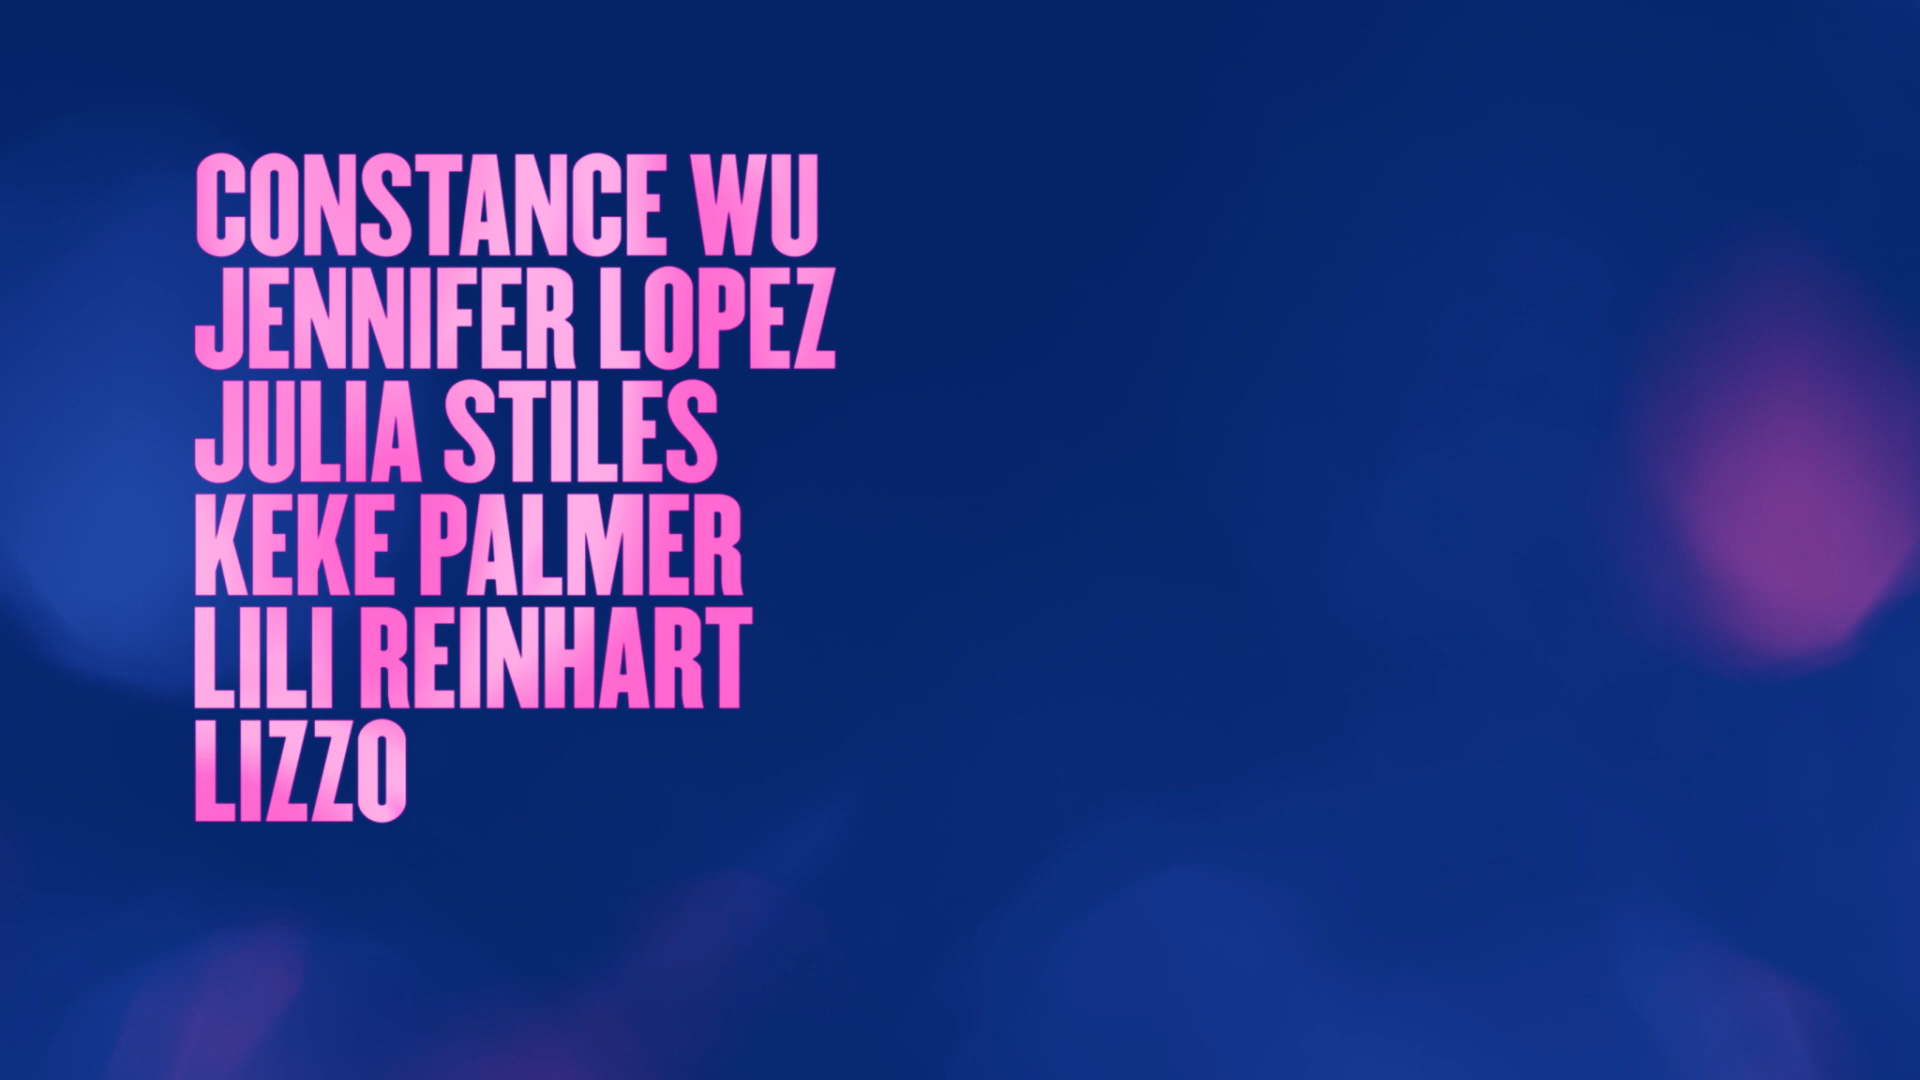 CONSTANCE WU
JENNIFER LOPEZ
JULIA STILES
KEKE PALMER
LILI REINHART
LIZZO